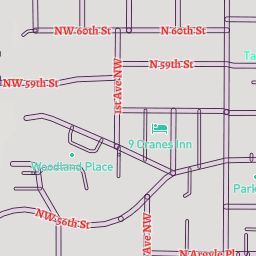 NW 60th St
N 60th St
N 59th St
Ta
NW 59th St
1st Ave NW
9 Cranes Inn
Woodland Place
Park
NW 56th St
Ave NW
N Argyle Pl